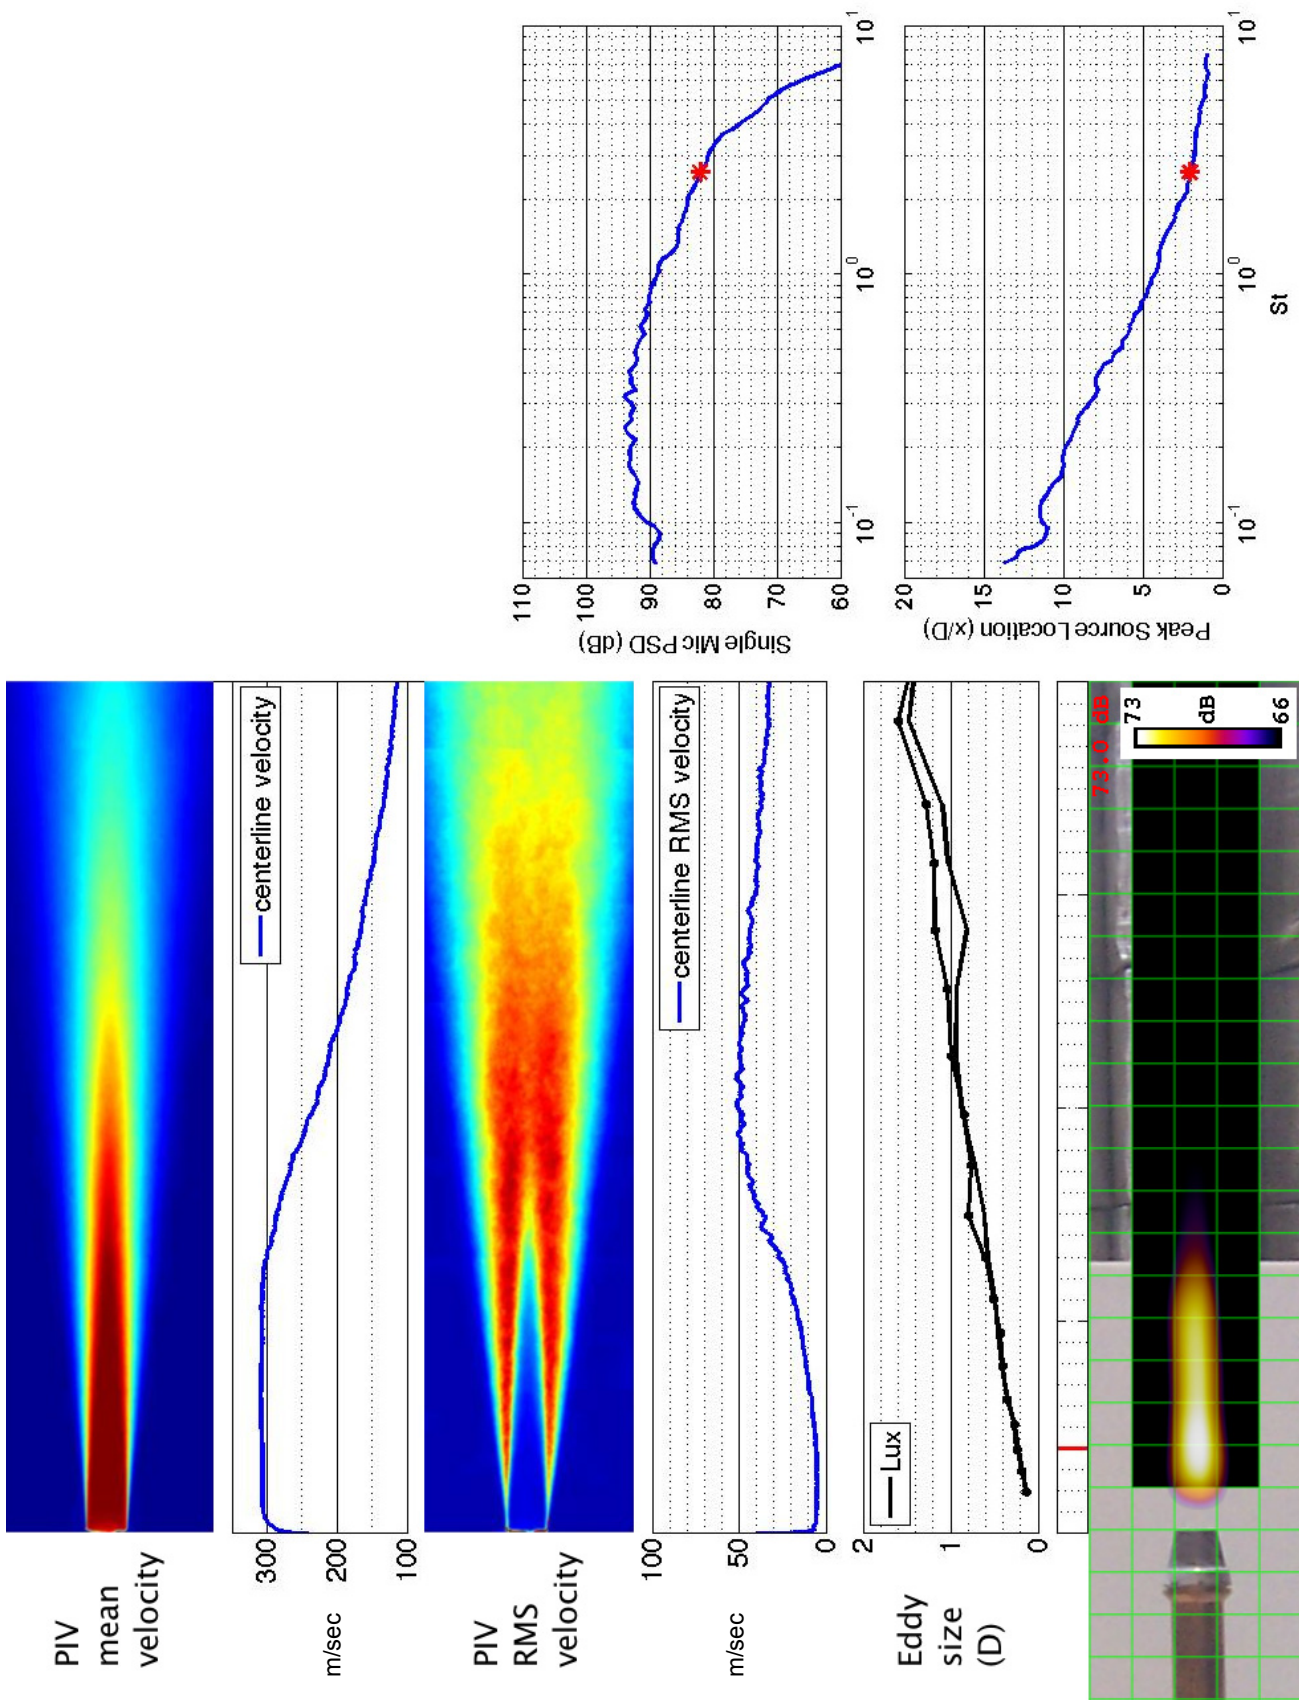 PIV
mean
velocity
300
200
100
m/sec
centerline velocity
PIV
RMS
velocity
100
50
0
m/sec
centerline RMS velocity
Eddy
size
(D)
2
1
0
Lux
73.0 dB
73
dB
66
110
100
90
80
70
60
Single Mic PSD (dB)
10⁻¹
10⁰
10¹
20
15
10
5
0
Peak Source Location (x/D)
10⁻¹
10⁰
10¹
St